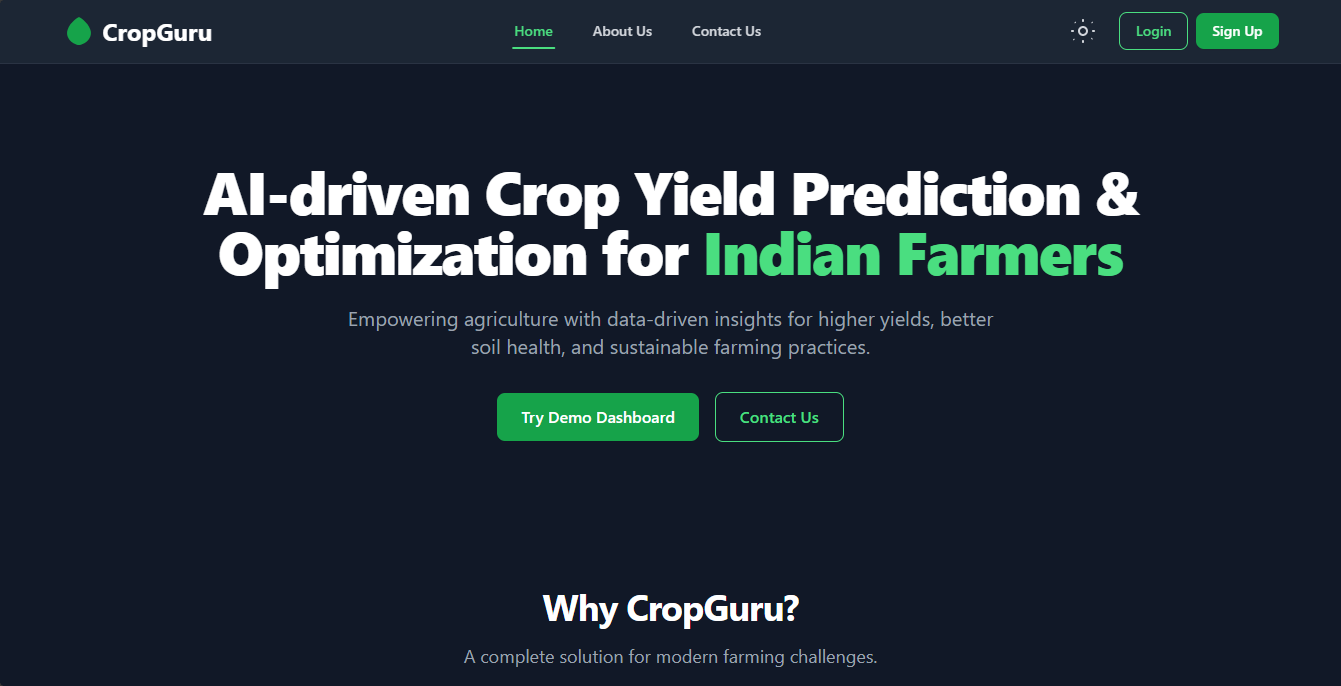 CropGuru
Home
About Us
Contact Us
Login
Sign Up
AI-driven Crop Yield Prediction &
Optimization for Indian Farmers
Empowering agriculture with data-driven insights for higher yields, better
soil health, and sustainable farming practices.
Try Demo Dashboard
Contact Us
Why CropGuru?
A complete solution for modern farming challenges.